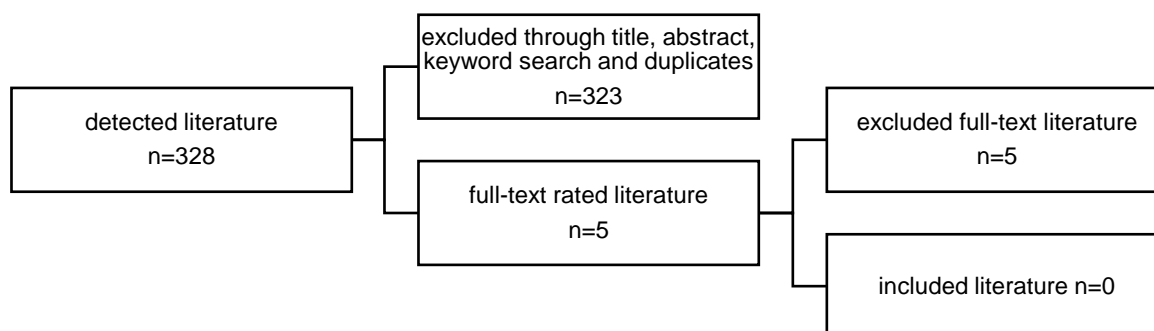 detected literature
n=328
excluded through title, abstract,
keyword search and duplicates
n=323
full-text rated literature
n=5
excluded full-text literature
n=5
included literature n=0